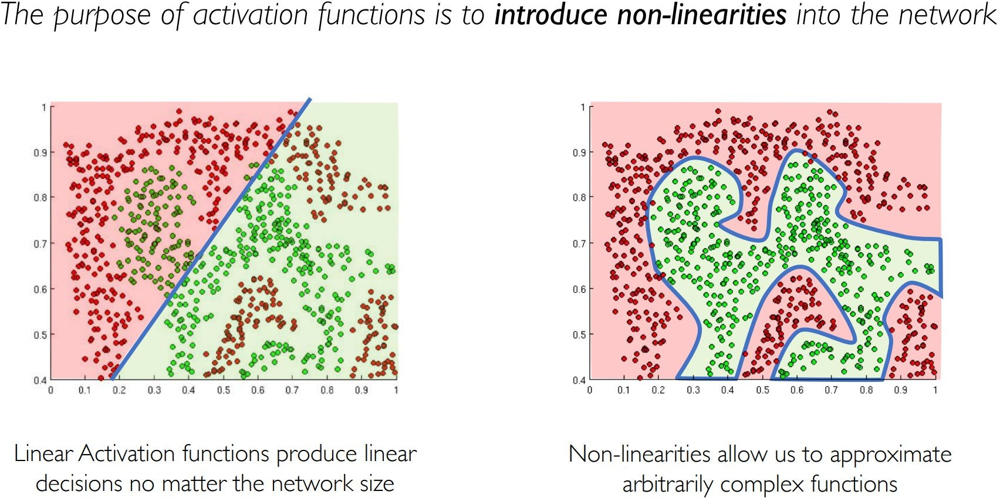 The purpose of activation functions is to introduce non-linearities into the network
1
0.9
0.8
0.7
0.6
0.5
0.4
0 0.1 0.2 0.3 0.4 0.5 0.6 0.7 0.8 0.9 1
1
0.9
0.8
0.7
0.6
0.5
0.4
0 0.1 0.2 0.3 0.4 0.5 0.6 0.7 0.8 0.9 1
Linear Activation functions produce linear
decisions no matter the network size
Non-linearities allow us to approximate
arbitrarily complex functions